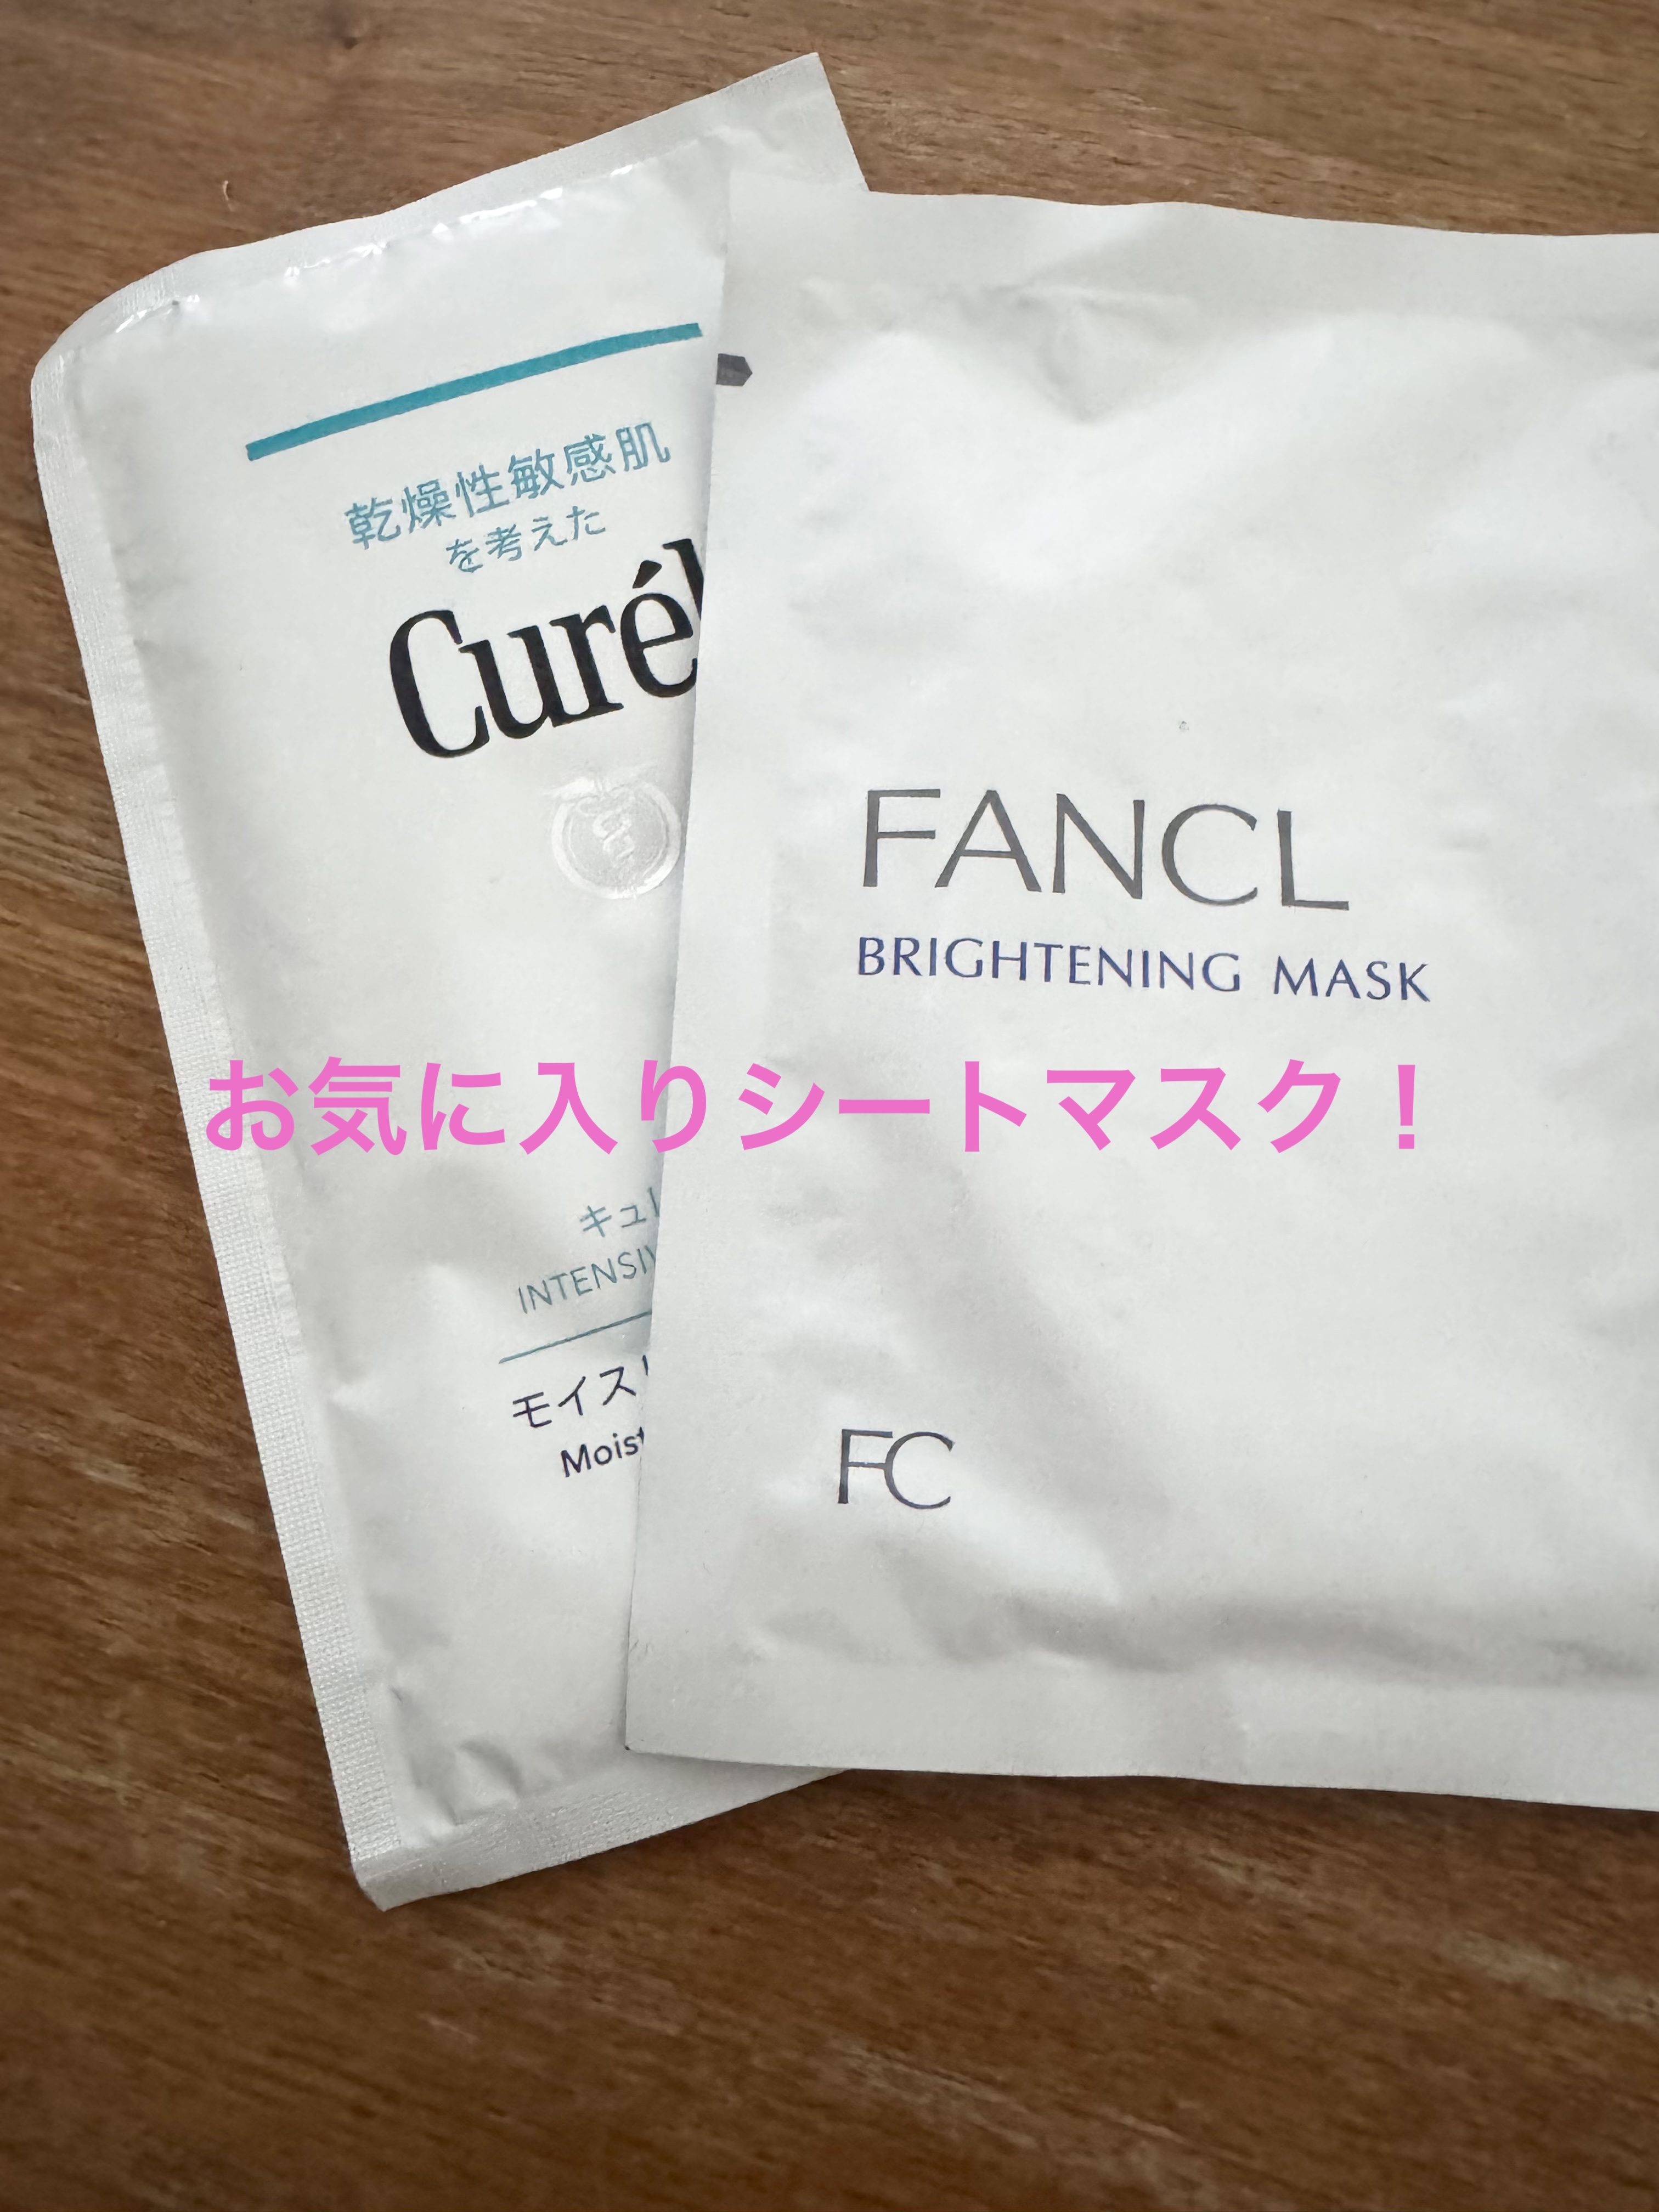 乾燥性敏感肌
を考えた
Curél
FANCL
BRIGHTENING MASK
お気に入りシートマスク！
FC